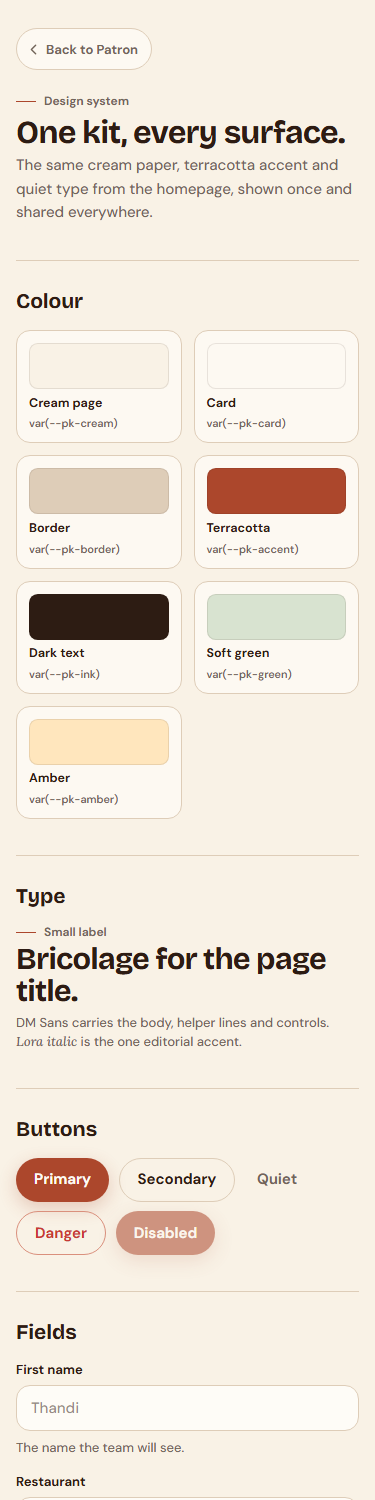 Back to Patron
Design system
One kit, every surface.
The same cream paper, terracotta accent and
quiet type from the homepage, shown once and
shared everywhere.
Colour
Cream page
var(--pk-cream)
Card
var(--pk-card)
Border
var(--pk-border)
Terracotta
var(--pk-accent)
Dark text
var(--pk-ink)
Soft green
var(--pk-green)
Amber
var(--pk-amber)
Type
Small label
Bricolage for the page
title.
DM Sans carries the body, helper lines and controls.
Lora italic is the one editorial accent.
Buttons
Primary
Secondary
Quiet
Danger
Disabled
Fields
First name
Thandi
The name the team will see.
Restaurant